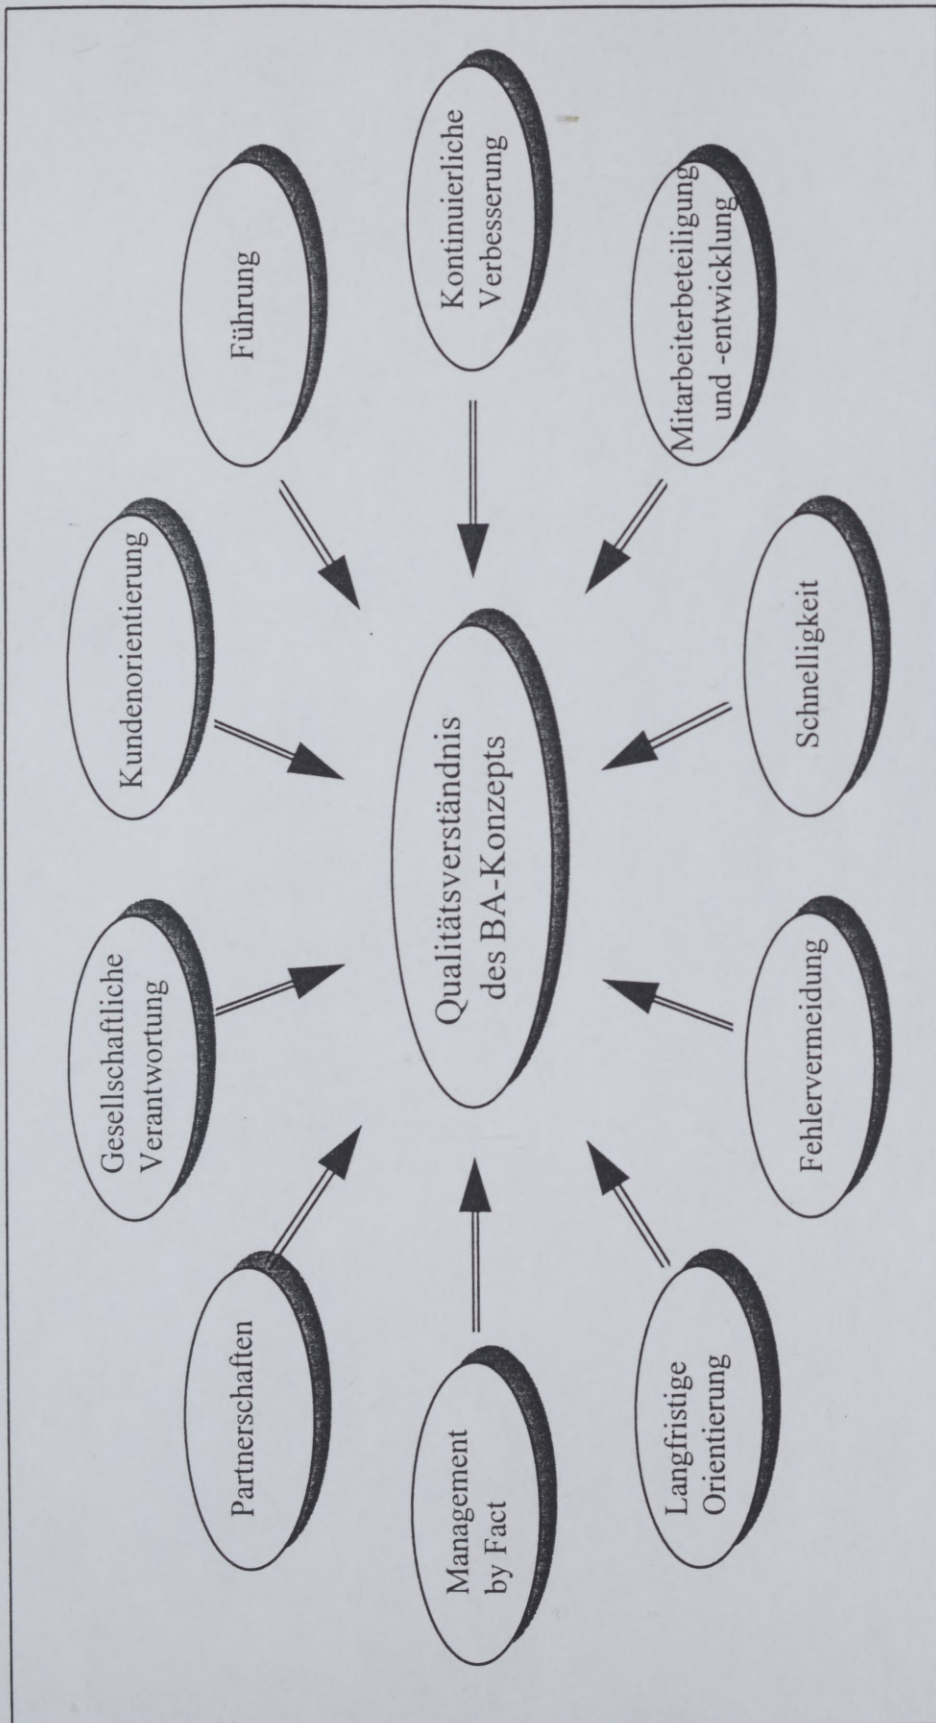 Gesellschaftliche
Verantwortung
Kundenorientierung
Partnerschaften
Führung
Management
by Fact
Qualitätsverständnis
des BA-Konzepts
Kontinuierliche
Verbesserung
Langfristige
Orientierung
Mitarbeiterbeteiligung
und -entwicklung
Fehlervermeidung
Schnelligkeit